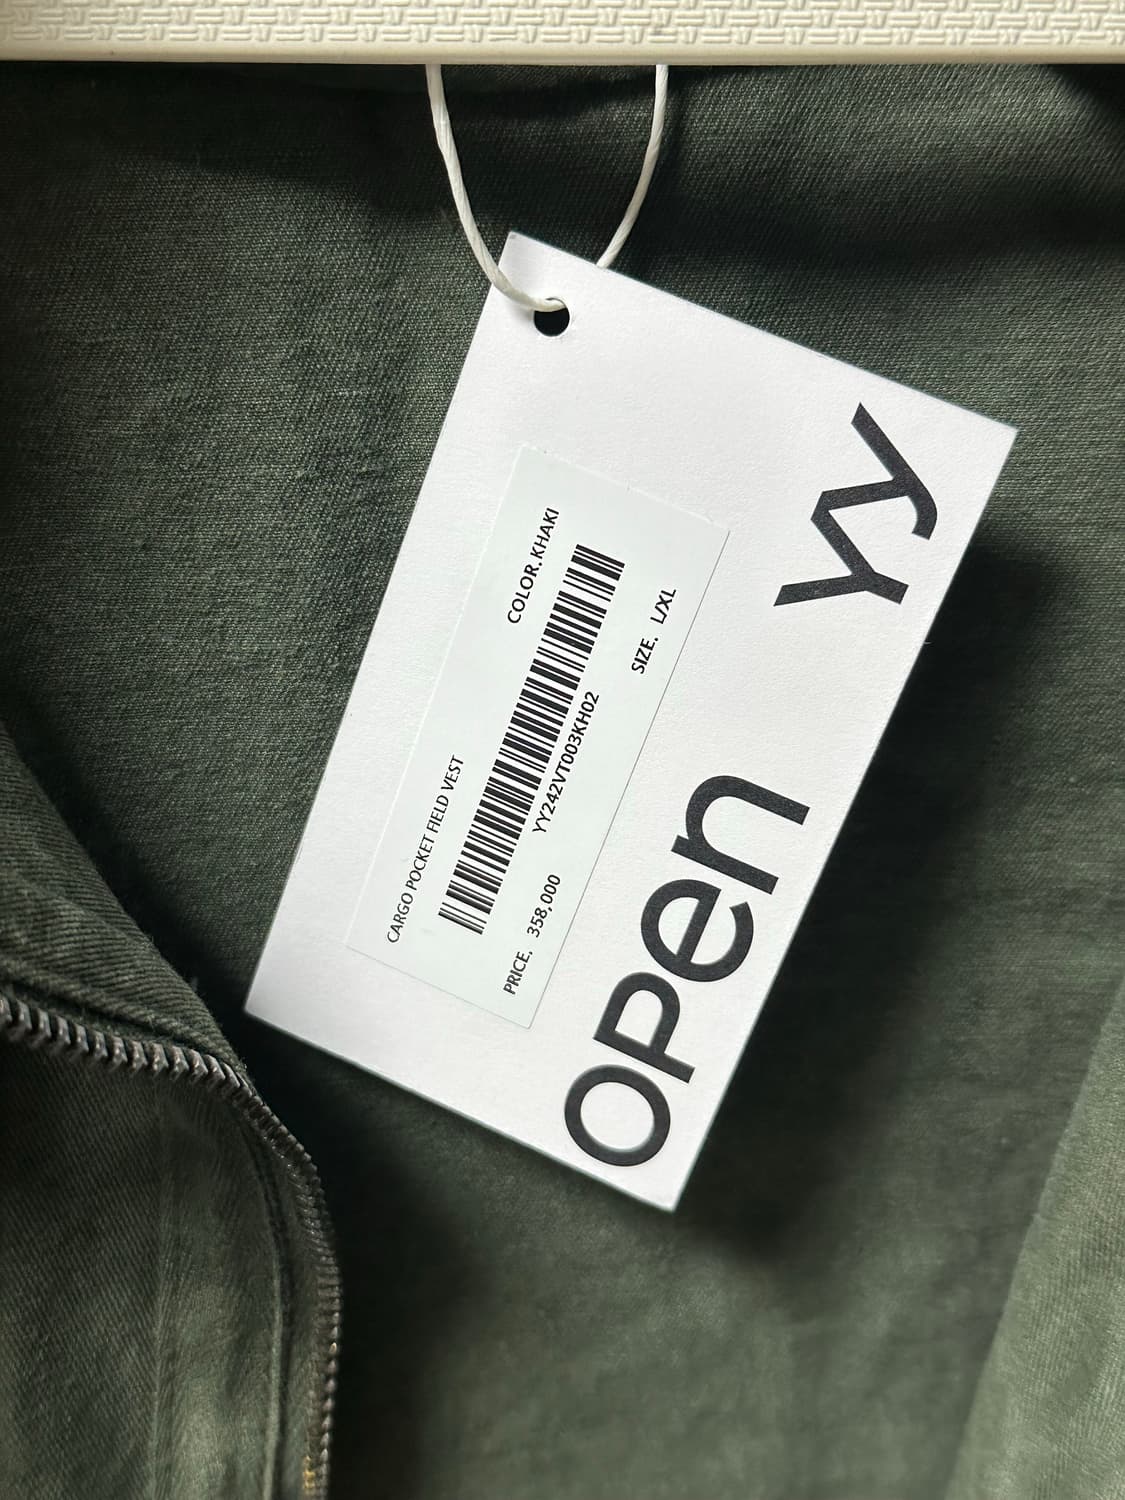 CARGO POCKET FIELD VEST
COLOR. KHAKI
YY242VT003KH02
PRICE. 358,000
SIZE. L/XL
OPen YY